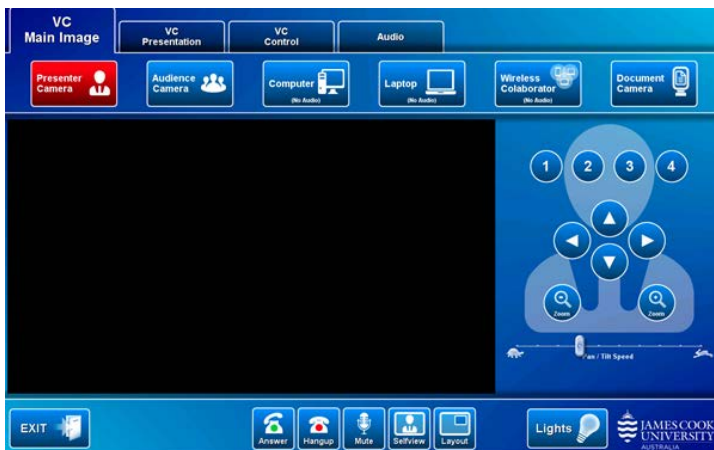 VC
Main Image
VC
Presentation
VC
Control
Audio
Presenter
Camera
Audience
Camera
Computer
(No Audio)
Laptop
(No Audio)
Wireless
Colaborator
(No Audio)
Document
Camera
1 2 3 4
Zoom
Zoom
Pan / Tilt Speed
EXIT
Answer
Hangup
Mute
Selfview
Layout
Lights
JAMES COOK
UNIVERSITY
AUSTRALIA